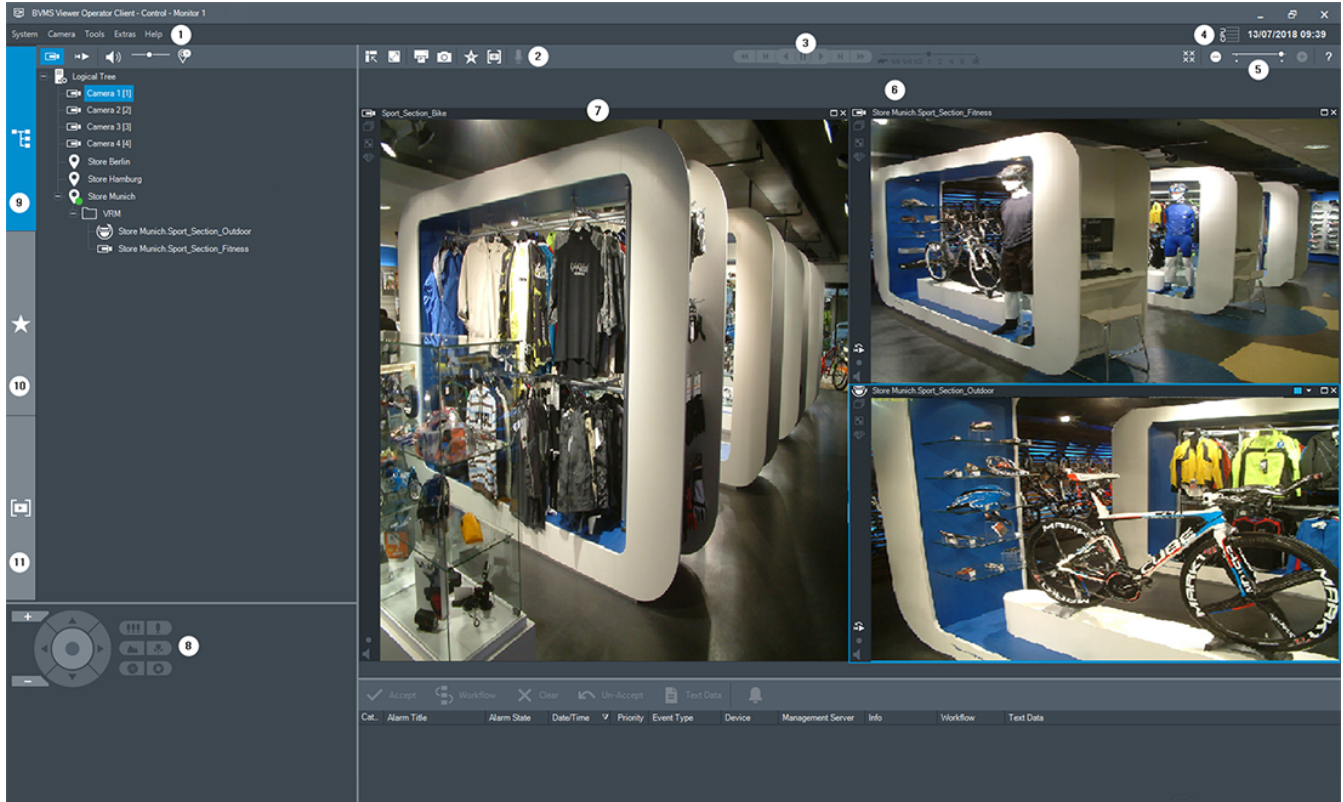 BVMS Viewer Operator Client - Control - Monitor 1
System Camera Tools Extras Help 1
4 13/07/2018 09:39
2
3
5
?
6
Logical Tree
Camera 1 [1]
Camera 2 [2]
Camera 3 [3]
Camera 4 [4]
Store Berlin
Store Hamburg
Store Munich
VRM
Store Munich.Sport_Section_Outdoor
Store Munich.Sport_Section_Fitness
9
10
11
8
Sport_Section_Bike 7
Store Munich.Sport_Section_Fitness
Store Munich.Sport_Section_Outdoor
CUBE
Accept Workflow Clear Un-Accept Text Data
Cat.. Alarm Title Alarm State Date/Time Priority Event Type Device Management Server Info Workflow Text Data